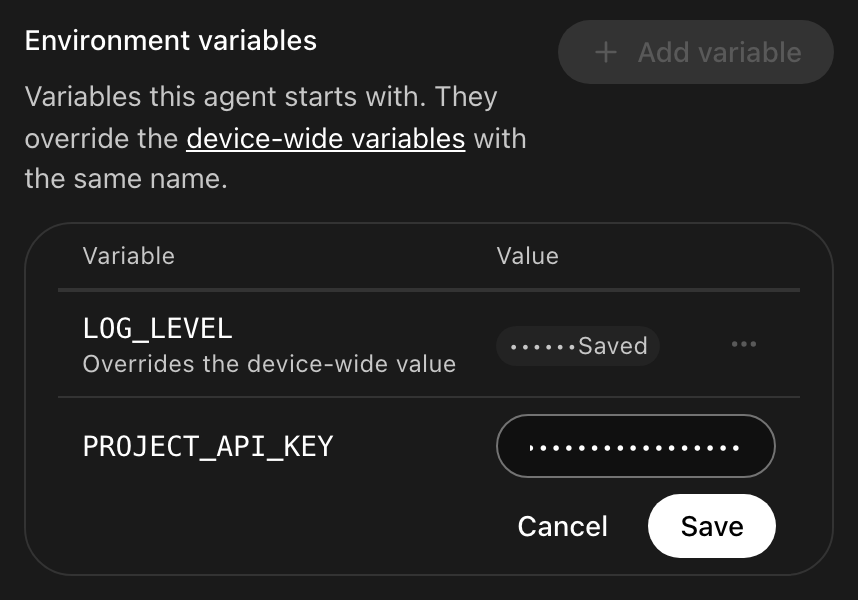 Environment variables
+ Add variable
Variables this agent starts with. They
override the device-wide variables with
the same name.
Variable Value
LOG_LEVEL
Overrides the device-wide value
••••••Saved
•••
PROJECT_API_KEY
•••••••••••••••••
Cancel Save